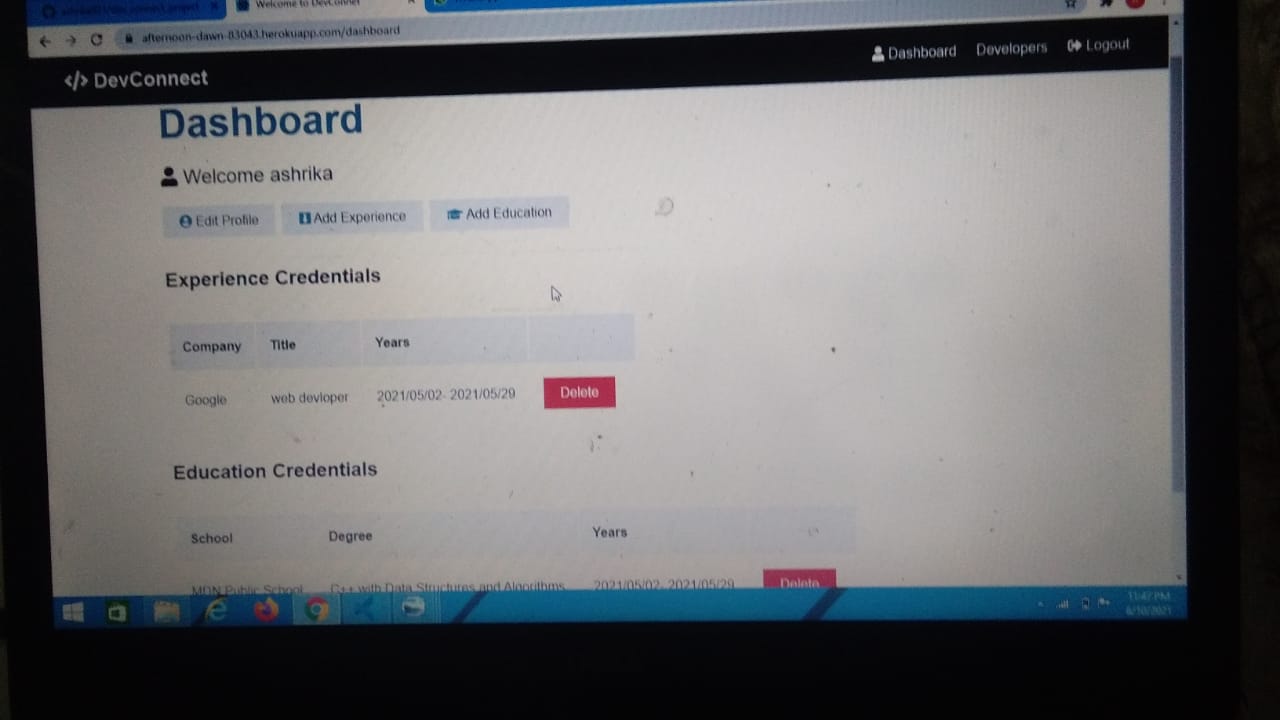 Welcome to DevConnect
afternoon-dawn-83043.herokuapp.com/dashboard
</> DevConnect
Dashboard Developers Logout
Dashboard
Welcome ashrika
Edit Profile Add Experience Add Education
Experience Credentials
Company Title Years
Google web devloper 2021/05/02- 2021/05/29 Delete
Education Credentials
School Degree Years
MDN Public School C++ with Data Structures and Algorithms 2021/05/02- 2021/05/29 Delete
11:47 PM
6/10/2021